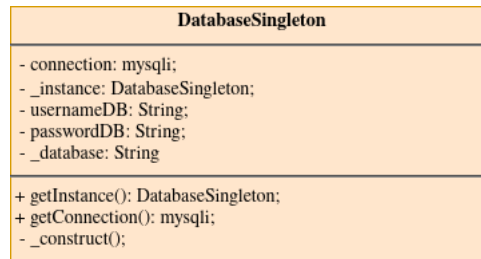 DatabaseSingleton
- connection: mysqli;
- _instance: DatabaseSingleton;
- usernameDB: String;
- passwordDB: String;
- _database: String
+ getInstance(): DatabaseSingleton;
+ getConnection(): mysqli;
- _construct();